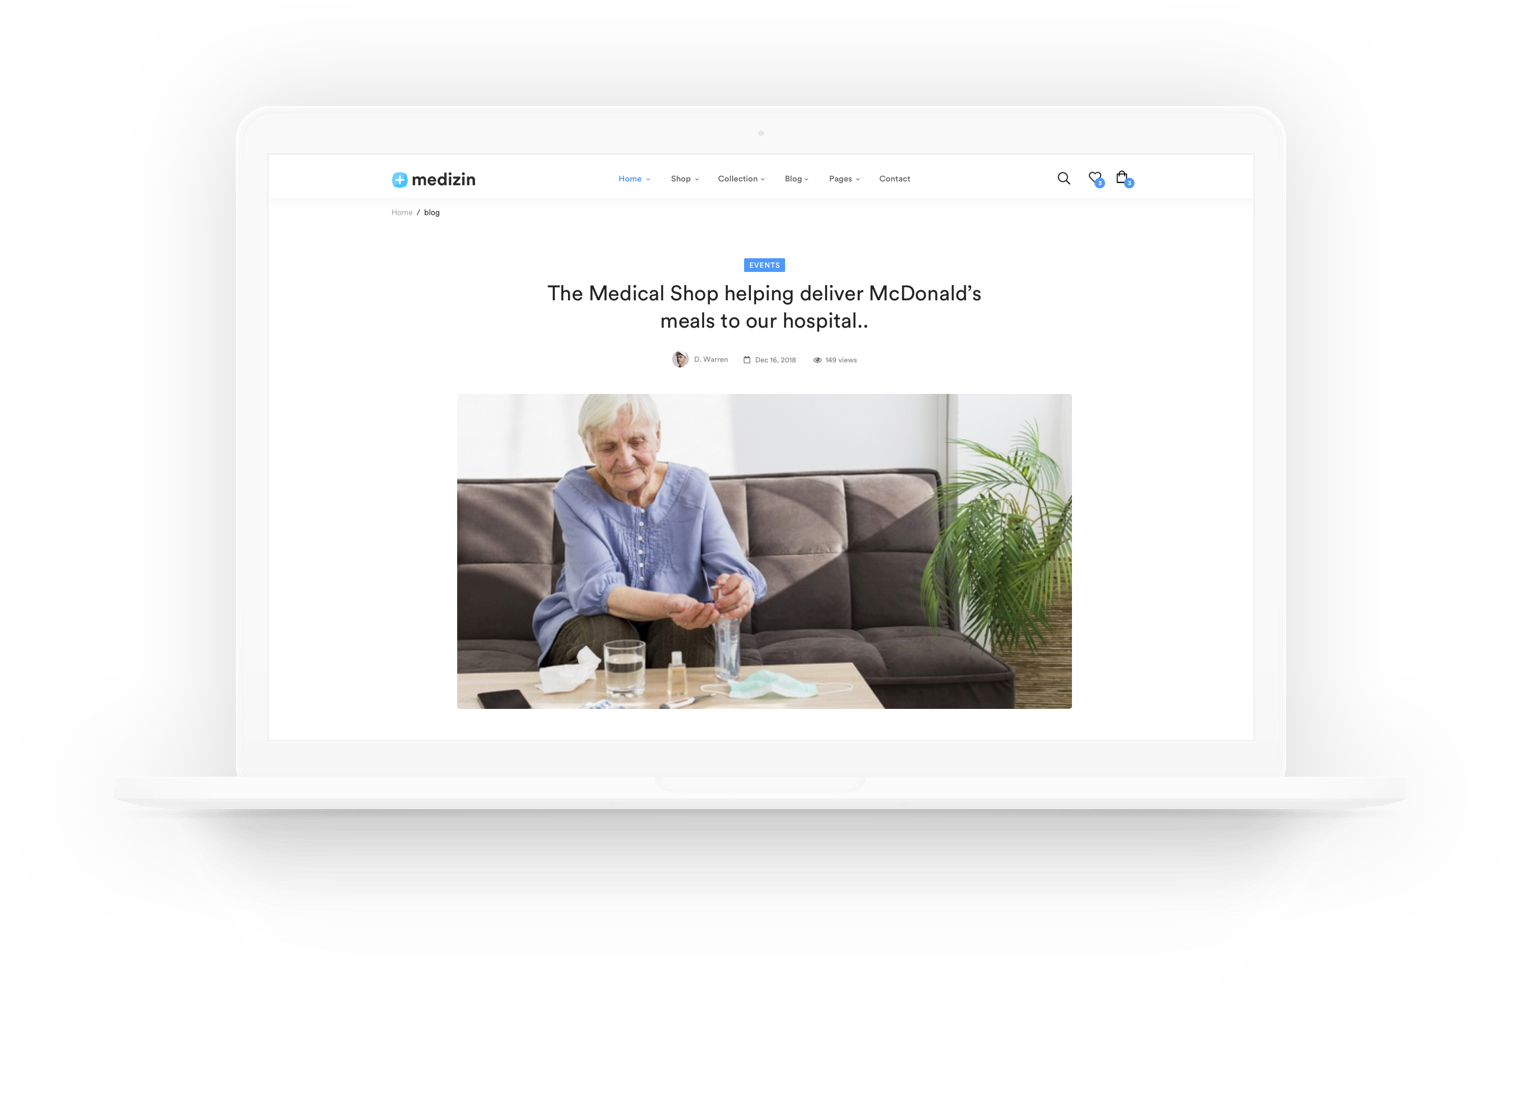 medizin
Home Shop Collection Blog Pages Contact
3 3
Home / blog
EVENTS
The Medical Shop helping deliver McDonald's
meals to our hospital..
D. Warren Dec 16, 2018 149 views